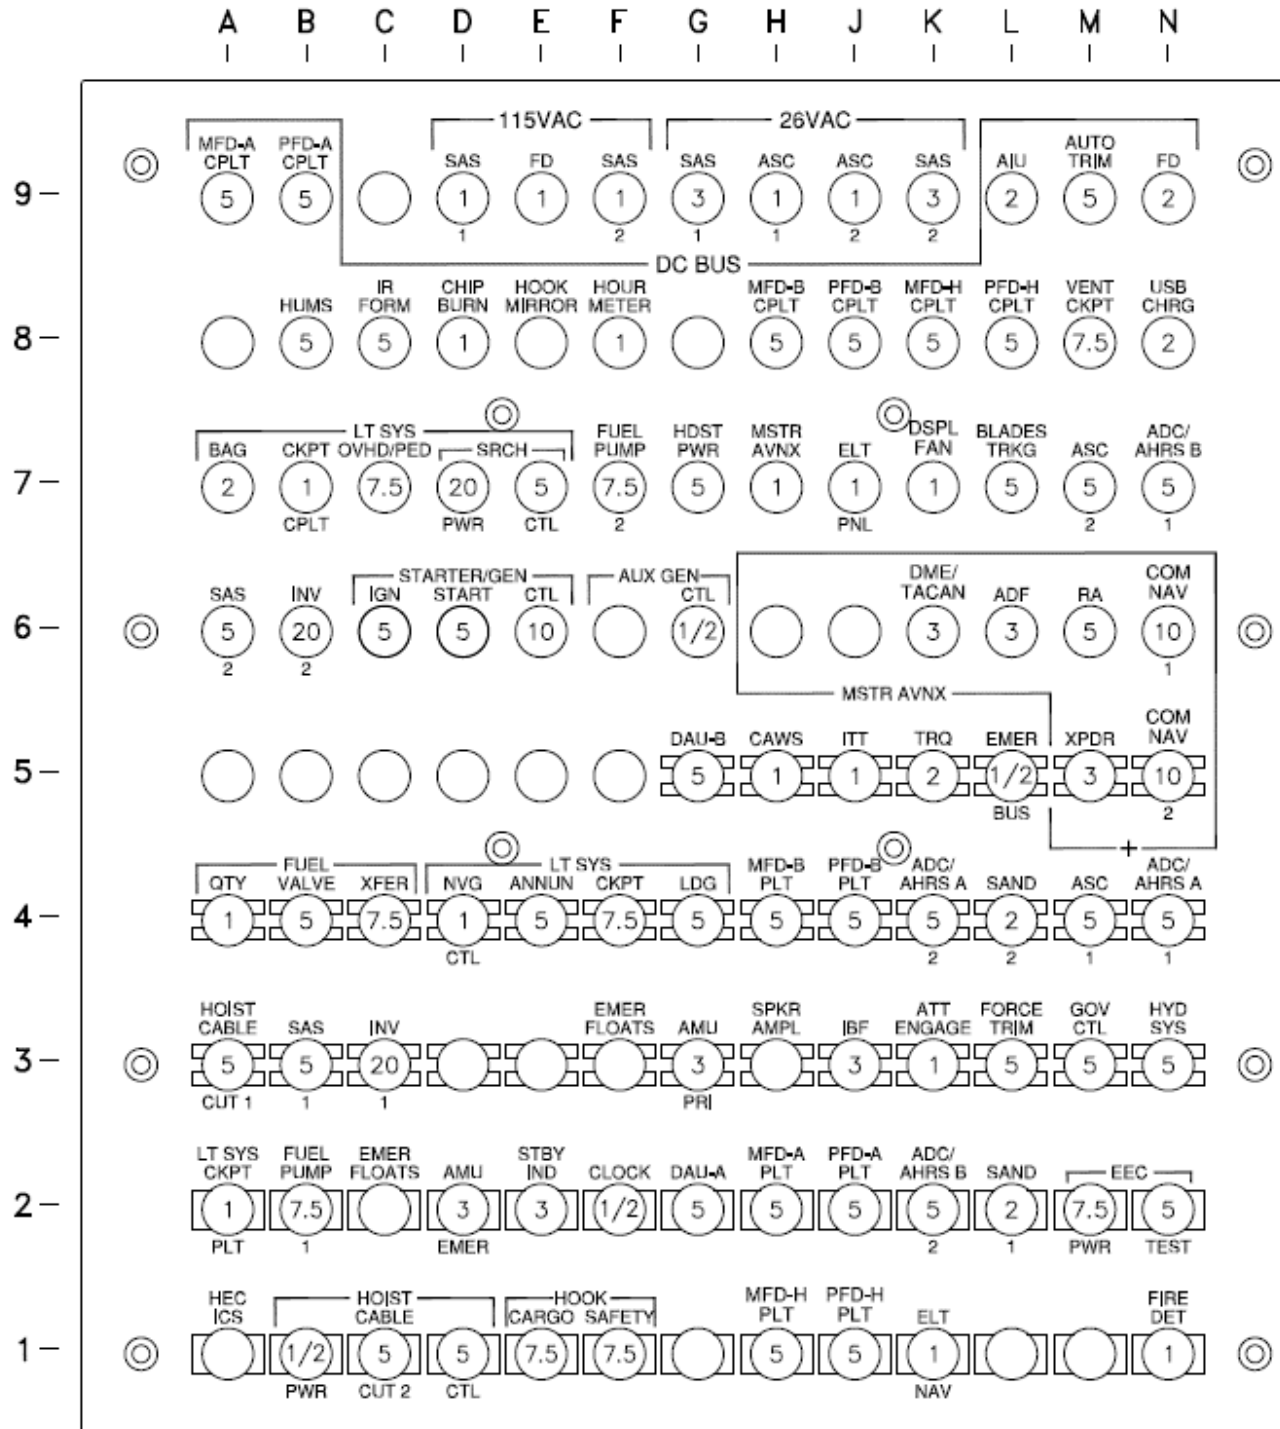 A B C D E F G H J K L M N
115VAC 26VAC
MFD-A PFD-A AUTO
CPLT CPLT SAS FD SAS SAS ASC ASC SAS AIU TRIM FD
9 5 5 1 1 1 3 1 1 3 2 5 2
1 2 1 1 2 2
DC BUS
IR CHIP HOOK HOUR MFD-B PFD-B MFD-H PFD-H VENT USB
HUMS FORM BURN MIRROR METER CPLT CPLT CPLT CPLT CKPT CHRG
8 5 5 1 1 5 5 5 5 7.5 2
LT SYS FUEL HDST MSTR DSPL BLADES ADC/
BAG CKPT OVHD/PED SRCH PUMP PWR AVNX ELT FAN TRKG ASC AHRS B
7 2 1 7.5 20 5 7.5 5 1 1 1 5 5 5
CPLT PWR CTL 2 PNL 2 1
STARTER/GEN AUX GEN DME/ COM
SAS INV IGN START CTL CTL TACAN ADF RA NAV
6 5 20 5 5 10 1/2 3 3 5 10
2 2 1
MSTR AVNX
COM
DAU-B CAWS ITT TRQ EMER XPDR NAV
5 5 1 1 2 1/2 3 10
BUS 2
+
FUEL LT SYS MFD-B PFD-B ADC/ ADC/
QTY VALVE XFER NVG ANNUN CKPT LDG PLT PLT AHRS A SAND ASC AHRS A
4 1 5 7.5 1 5 7.5 5 5 5 5 2 5 5
CTL 2 2 1 1
HOIST EMER SPKR ATT FORCE GOV HYD
CABLE SAS INV FLOATS AMU AMPL IBF ENGAGE TRIM CTL SYS
3 5 5 20 3 3 1 5 5 5
CUT 1 1 1 PRI
LT SYS FUEL EMER STBY MFD-A PFD-A ADC/ EEC
CKPT PUMP FLOATS AMU IND CLOCK DAU-A PLT PLT AHRS B SAND
2 1 7.5 3 3 1/2 5 5 5 5 2 7.5 5
PLT 1 EMER 2 1 PWR TEST
HEC HOIST HOOK MFD-H PFD-H FIRE
ICS CABLE CARGO SAFETY PLT PLT ELT DET
1 1/2 5 5 7.5 7.5 5 5 1 1
PWR CUT 2 CTL NAV